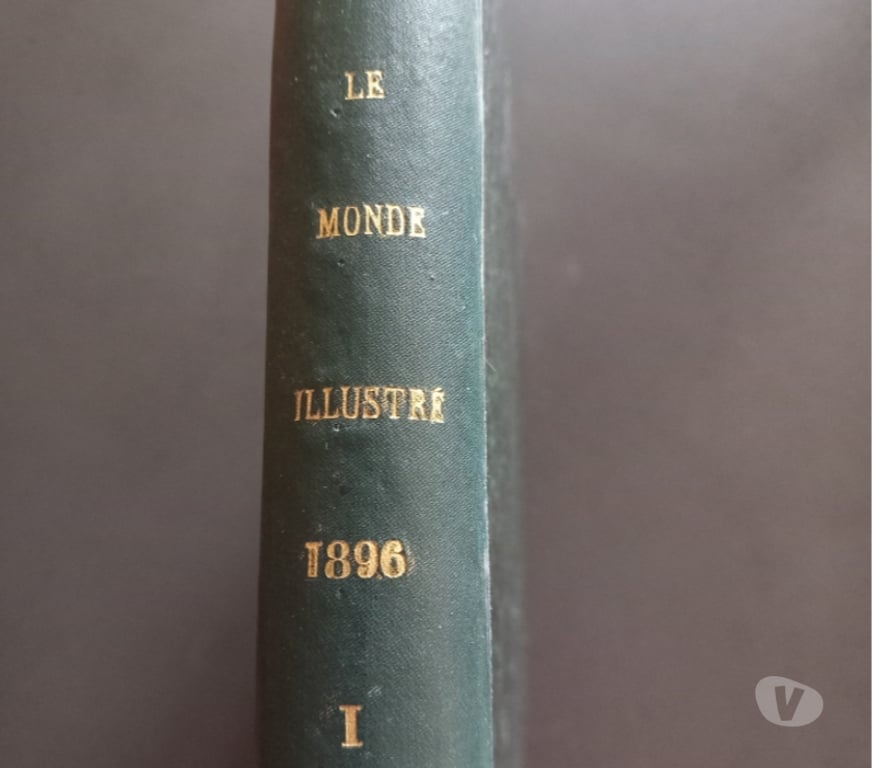 LE
MONDE
ILLUSTRÉ
1896
I
V